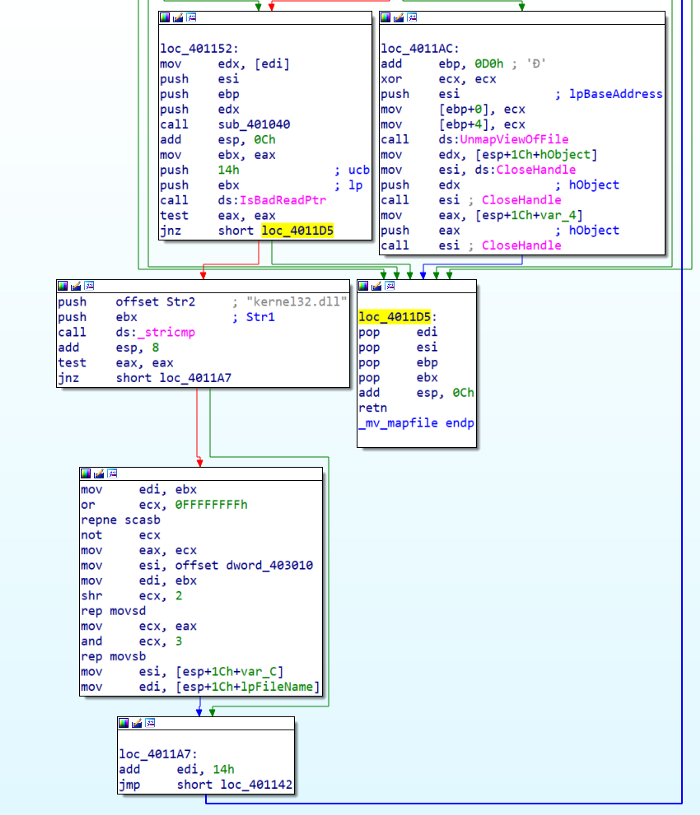 loc_401152:
mov edx, [edi]
push esi
push ebp
push edx
call sub_401040
add esp, 0Ch
mov ebx, eax
push 14h ; ucb
push ebx ; lp
call ds:IsBadReadPtr
test eax, eax
jnz short loc_4011D5
loc_4011AC:
add ebp, 0D0h ; 'Ð'
xor ecx, ecx
push esi ; lpBaseAddress
mov [ebp+0], ecx
mov [ebp+4], ecx
call ds:UnmapViewOfFile
mov edx, [esp+1Ch+hObject]
mov esi, ds:CloseHandle
push edx ; hObject
call esi ; CloseHandle
mov eax, [esp+1Ch+var_4]
push eax ; hObject
call esi ; CloseHandle
push offset Str2 ; "kernel32.dll"
push ebx ; Str1
call ds:_stricmp
add esp, 8
test eax, eax
jnz short loc_4011A7
loc_4011D5:
pop edi
pop esi
pop ebp
pop ebx
add esp, 0Ch
retn
_mv_mapfile endp
mov edi, ebx
or ecx, 0FFFFFFFFh
repne scasb
not ecx
mov eax, ecx
mov esi, offset dword_403010
mov edi, ebx
shr ecx, 2
rep movsd
mov ecx, eax
and ecx, 3
rep movsb
mov esi, [esp+1Ch+var_C]
mov edi, [esp+1Ch+lpFileName]
loc_4011A7:
add edi, 14h
jmp short loc_401142